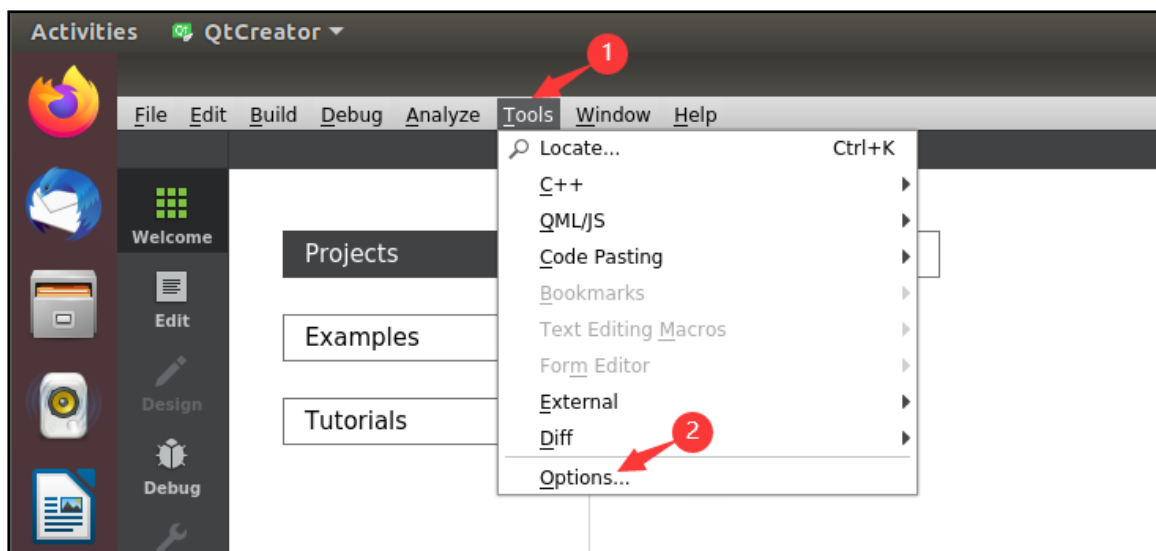 Activities QtCreator
1
File Edit Build Debug Analyze Tools Window Help
Locate... Ctrl+K
C++
Welcome
QML/JS
Projects
Code Pasting
Bookmarks
Edit
Text Editing Macros
Examples
Form Editor
Design
External
Tutorials
Diff
2
Debug
Options...